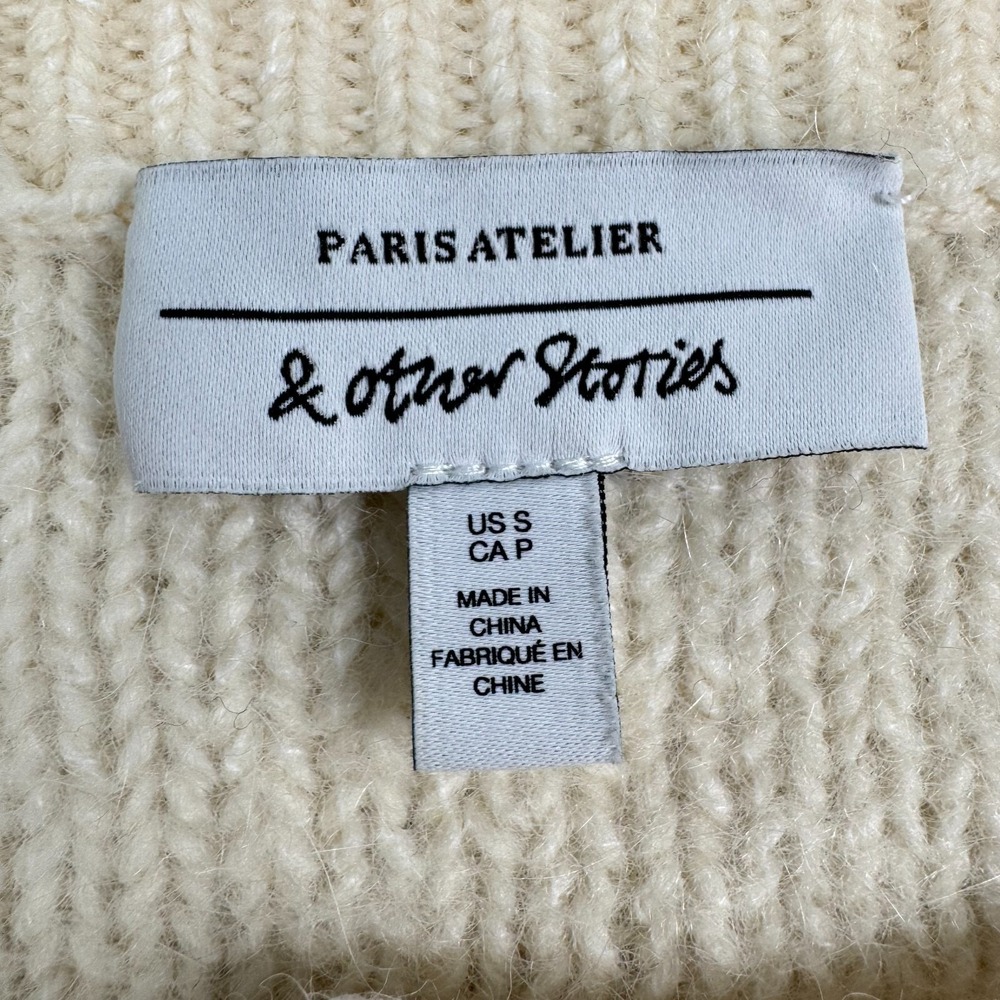 PARIS ATELIER
& other Stories
US S
CA P
MADE IN
CHINA
FABRIQUÉ EN
CHINE